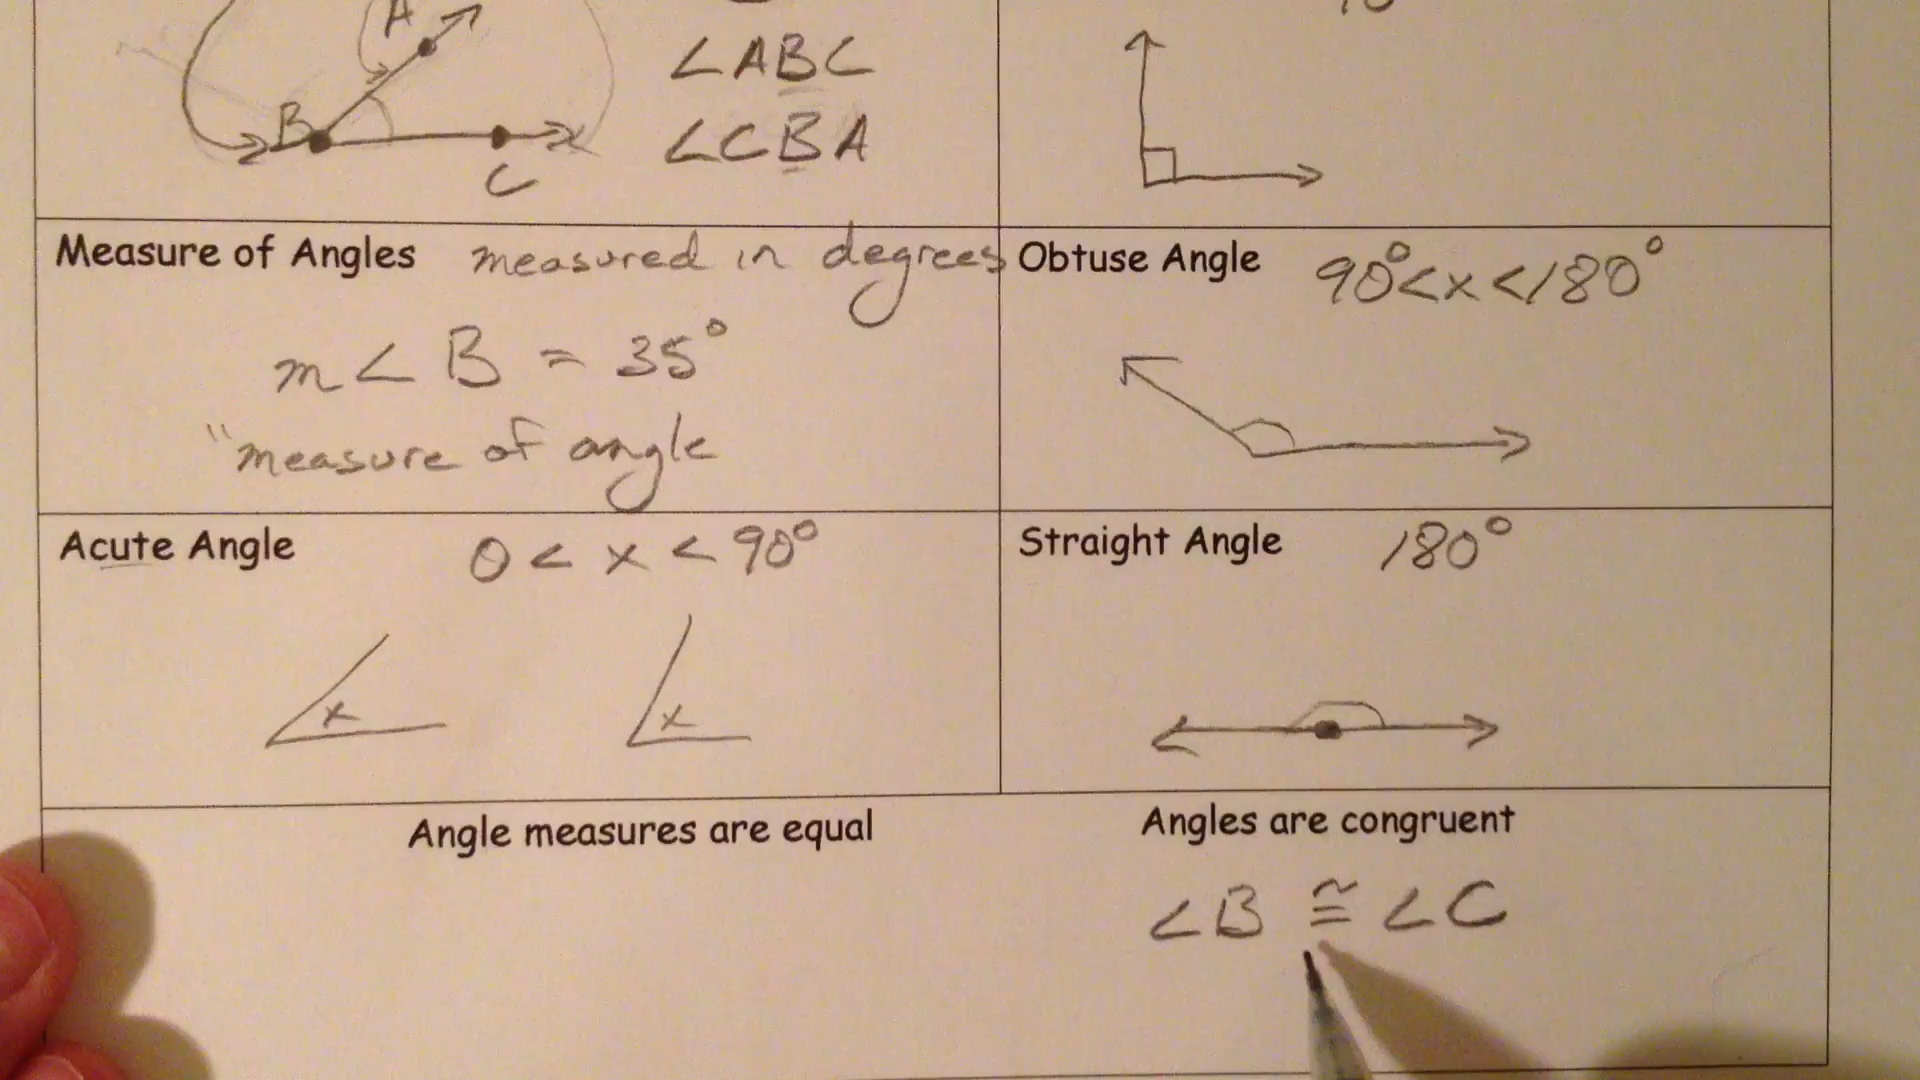 A
∠ABC
B
∠CBA
C
Measure of Angles measured in degrees
m∠B = 35°
"measure of angle
Obtuse Angle 90°<x<180°
Acute Angle 0 < x < 90°
x x
Straight Angle 180°
Angle measures are equal
Angles are congruent
∠B ≅ ∠C